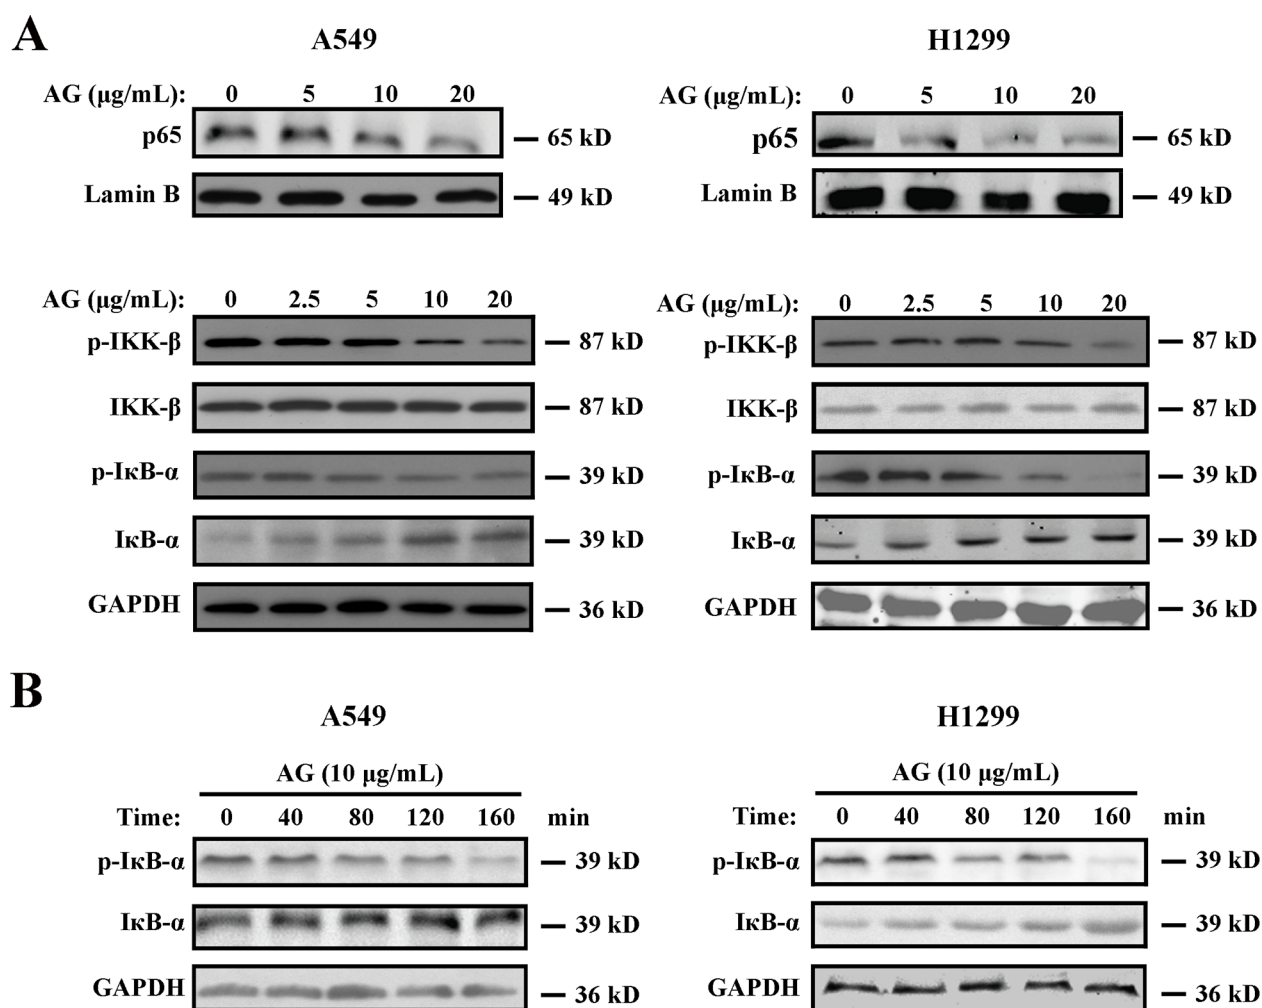 A
A549
AG (μg/mL): 0 5 10 20
p65 65 kD
Lamin B 49 kD
AG (μg/mL): 0 2.5 5 10 20
p-IKK-β 87 kD
IKK-β 87 kD
p-IκB-α 39 kD
IκB-α 39 kD
GAPDH 36 kD
H1299
AG (μg/mL): 0 5 10 20
p65 65 kD
Lamin B 49 kD
AG (μg/mL): 0 2.5 5 10 20
p-IKK-β 87 kD
IKK-β 87 kD
p-IκB-α 39 kD
IκB-α 39 kD
GAPDH 36 kD
B
A549
AG (10 μg/mL)
Time: 0 40 80 120 160 min
p-IκB-α 39 kD
IκB-α 39 kD
GAPDH 36 kD
H1299
AG (10 μg/mL)
Time: 0 40 80 120 160 min
p-IκB-α 39 kD
IκB-α 39 kD
GAPDH 36 kD